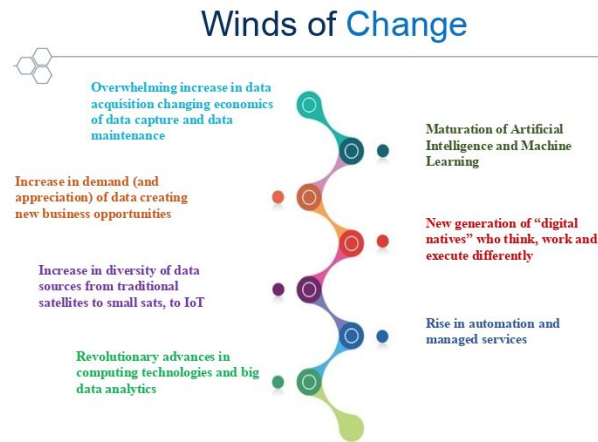 Winds of Change
Overwhelming increase in data
acquisition changing economics
of data capture and data
maintenance
Maturation of Artificial
Intelligence and Machine
Learning
Increase in demand (and
appreciation) of data creating
new business opportunities
New generation of “digital
natives” who think, work and
execute differently
Increase in diversity of data
sources from traditional
satellites to small sats, to IoT
Rise in automation and
managed services
Revolutionary advances in
computing technologies and big
data analytics